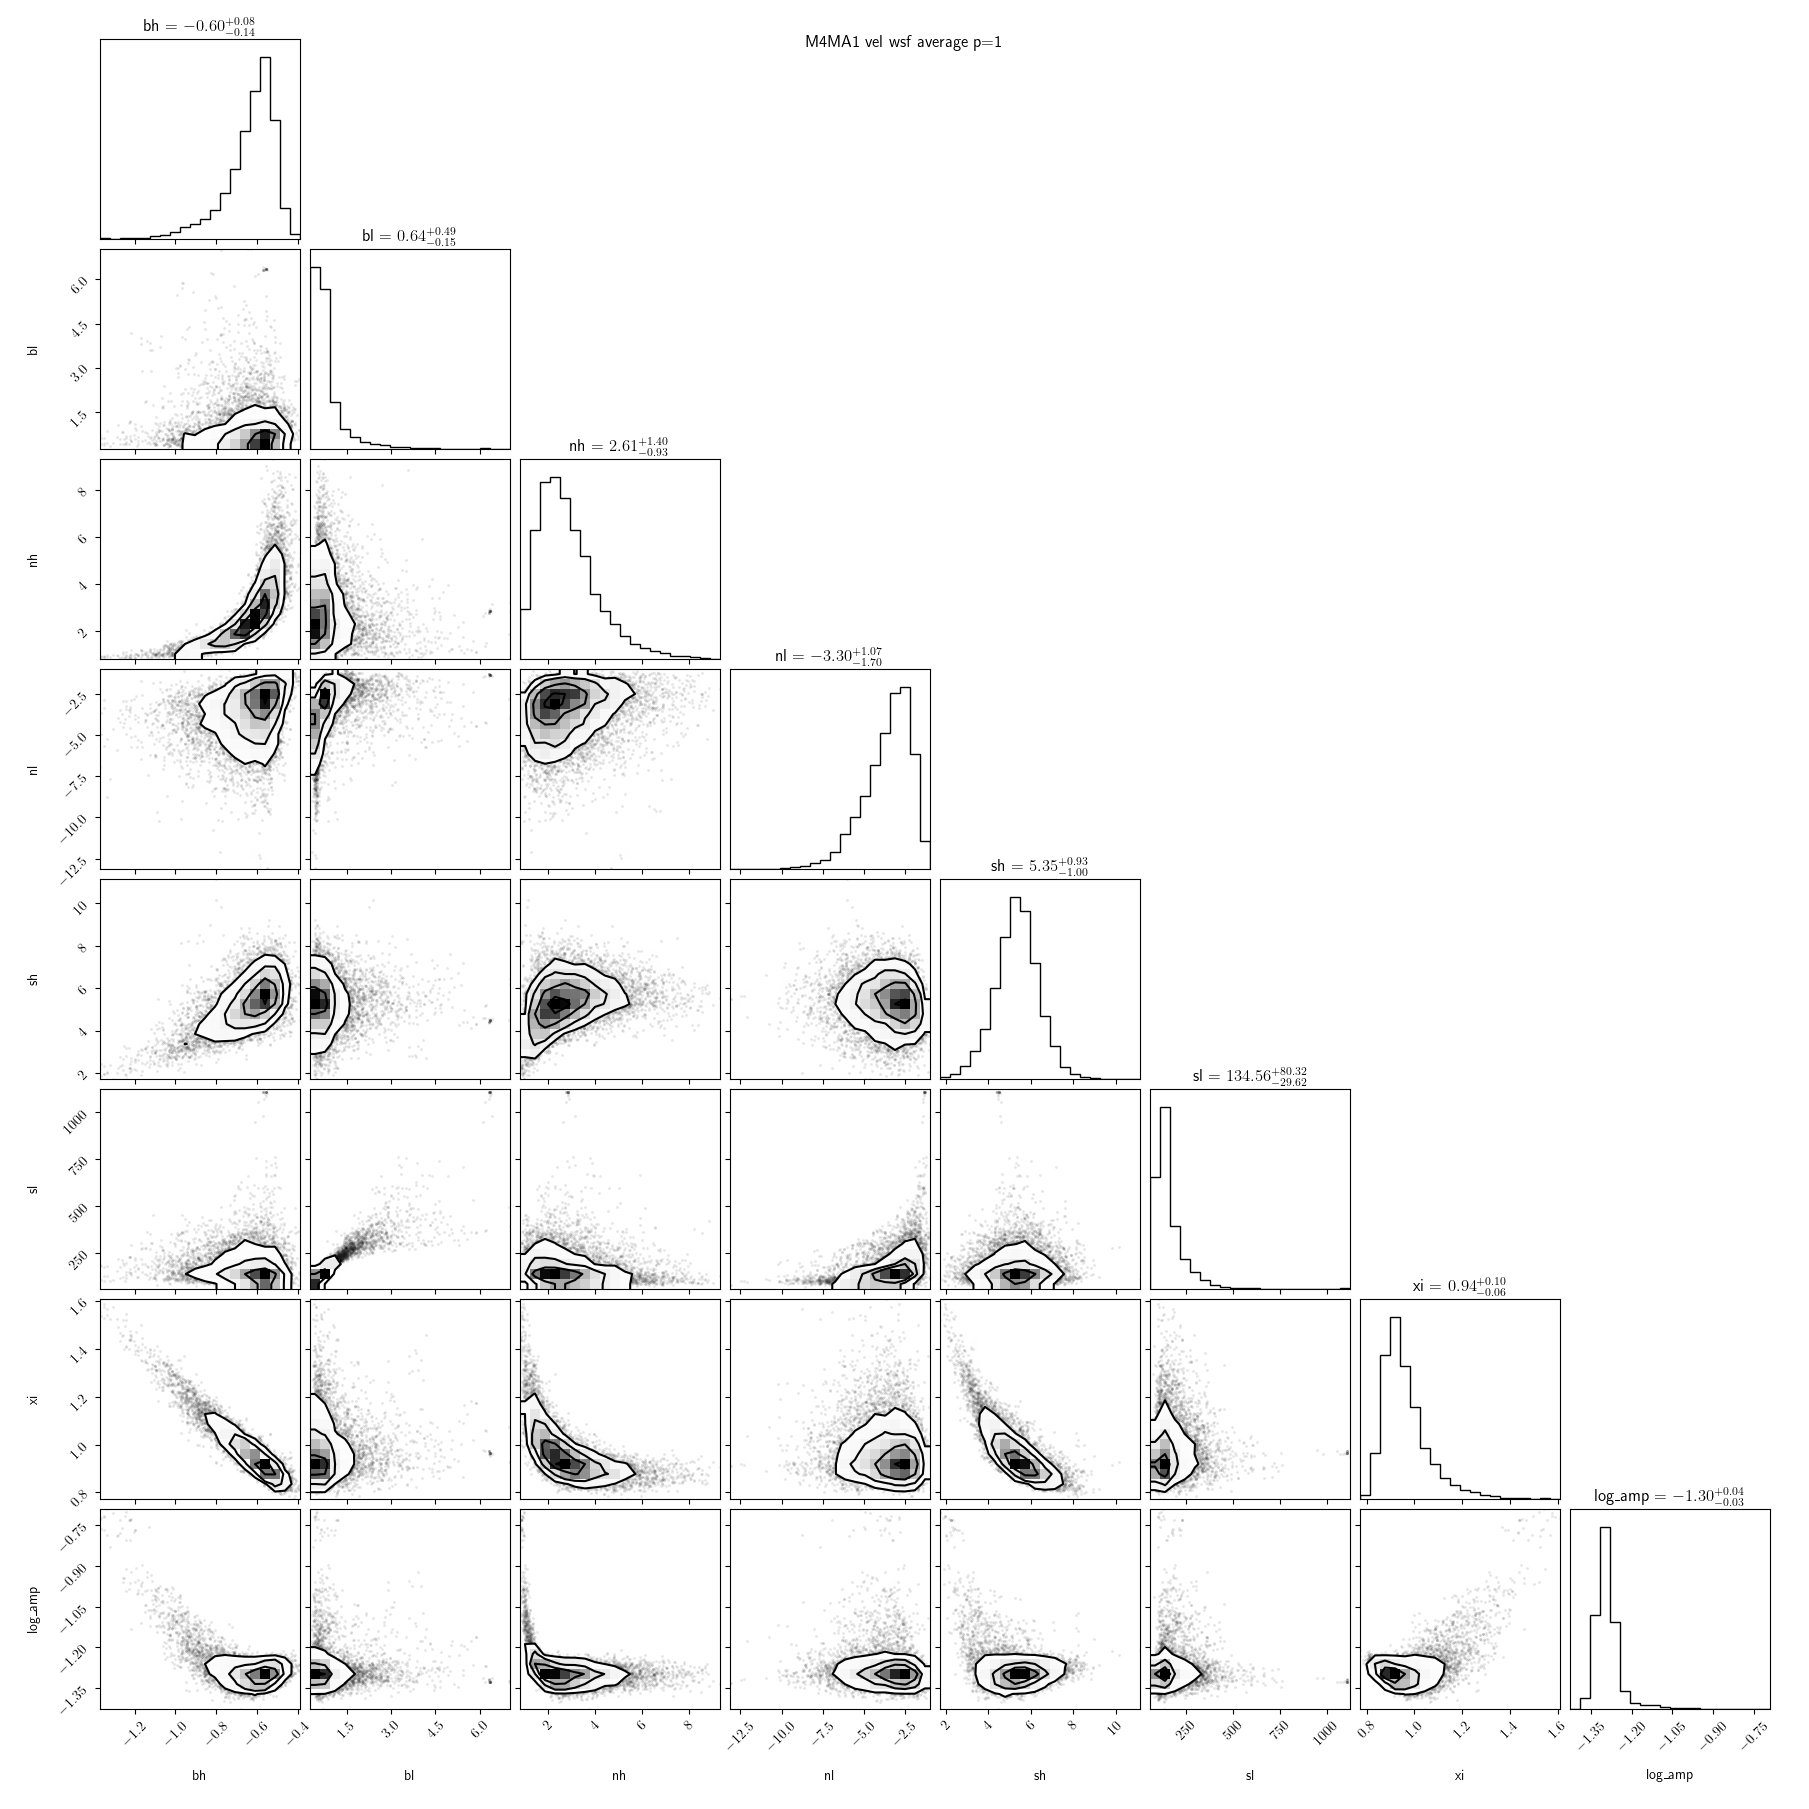 M4MA1 vel wsf average p=1
bh = −0.60+0.08−0.14
bl = 0.64+0.49−0.15
bl
6.0
4.5
3.0
1.5
nh = 2.61+1.40−0.93
nh
8
6
4
2
nl = −3.30+1.07−1.70
nl
−2.5
−5.0
−7.5
−10.0
−12.5
sh = 5.35+0.93−1.00
sh
10
8
6
4
2
sl = 134.56+80.32−29.62
sl
1000
750
500
250
xi = 0.94+0.10−0.06
xi
1.6
1.4
1.2
1.0
0.8
log_amp = −1.30+0.04−0.03
log_amp
−0.75
−0.90
−1.05
−1.20
−1.35
−1.2 −1.0 −0.8 −0.6 −0.4 1.5 3.0 4.5 6.0 2 4 6 8 −12.5 −10.0 −7.5 −5.0 −2.5 2 4 6 8 10 250 500 750 1000 0.8 1.0 1.2 1.4 1.6 −1.35 −1.20 −1.05 −0.90 −0.75
bh bl nh nl sh sl xi log_amp